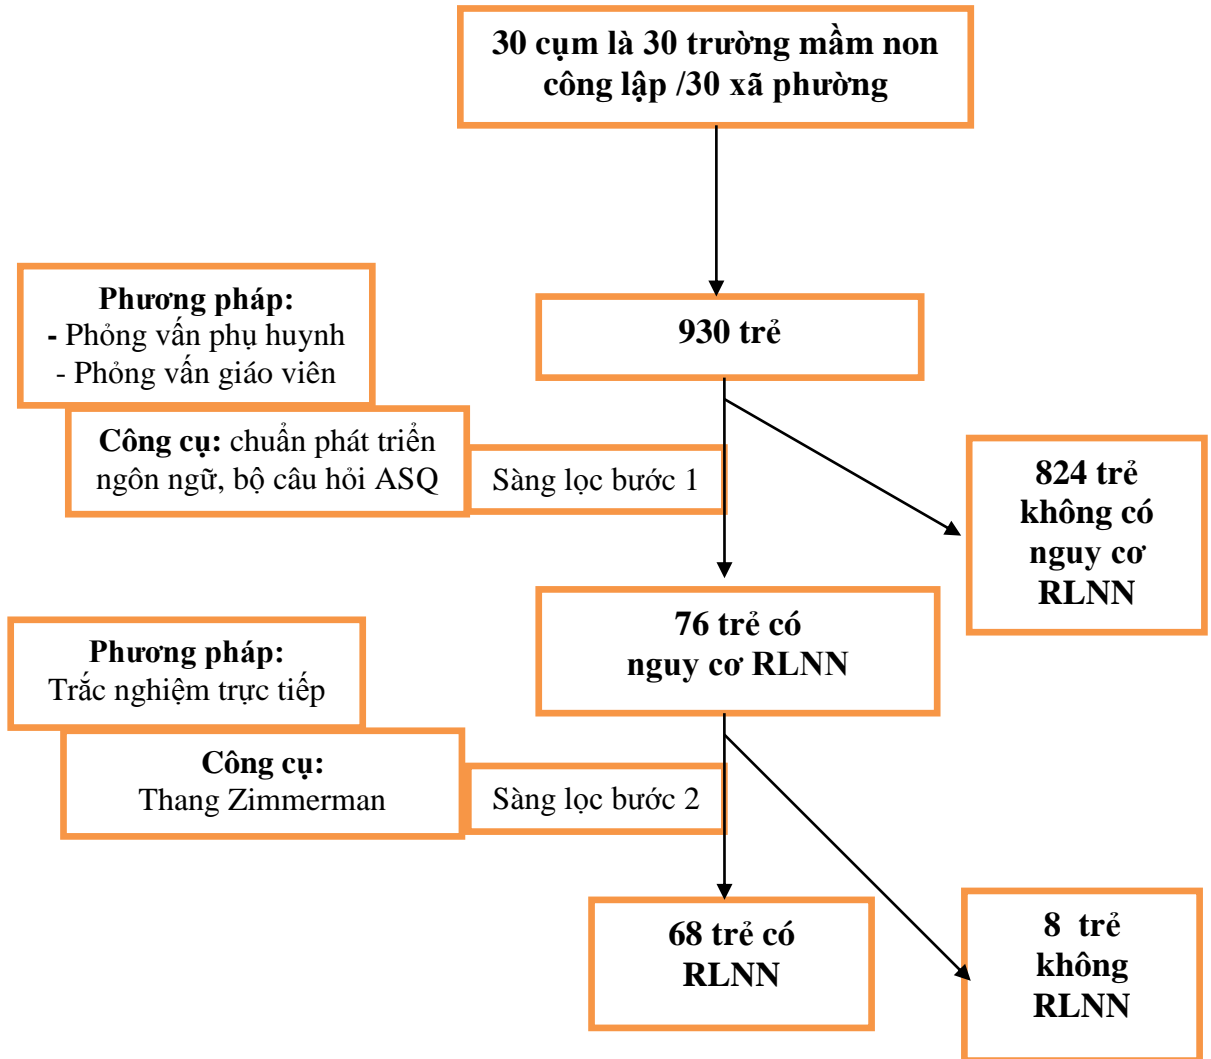 30 cụm là 30 trường mầm non
công lập /30 xã phường
Phương pháp:
- Phỏng vấn phụ huynh
- Phỏng vấn giáo viên
930 trẻ
Công cụ: chuẩn phát triển
ngôn ngữ, bộ câu hỏi ASQ
Sàng lọc bước 1
824 trẻ
không có
nguy cơ
RLNN
76 trẻ có
nguy cơ RLNN
Phương pháp:
Trắc nghiệm trực tiếp
Công cụ:
Thang Zimmerman
Sàng lọc bước 2
68 trẻ có
RLNN
8 trẻ
không
RLNN